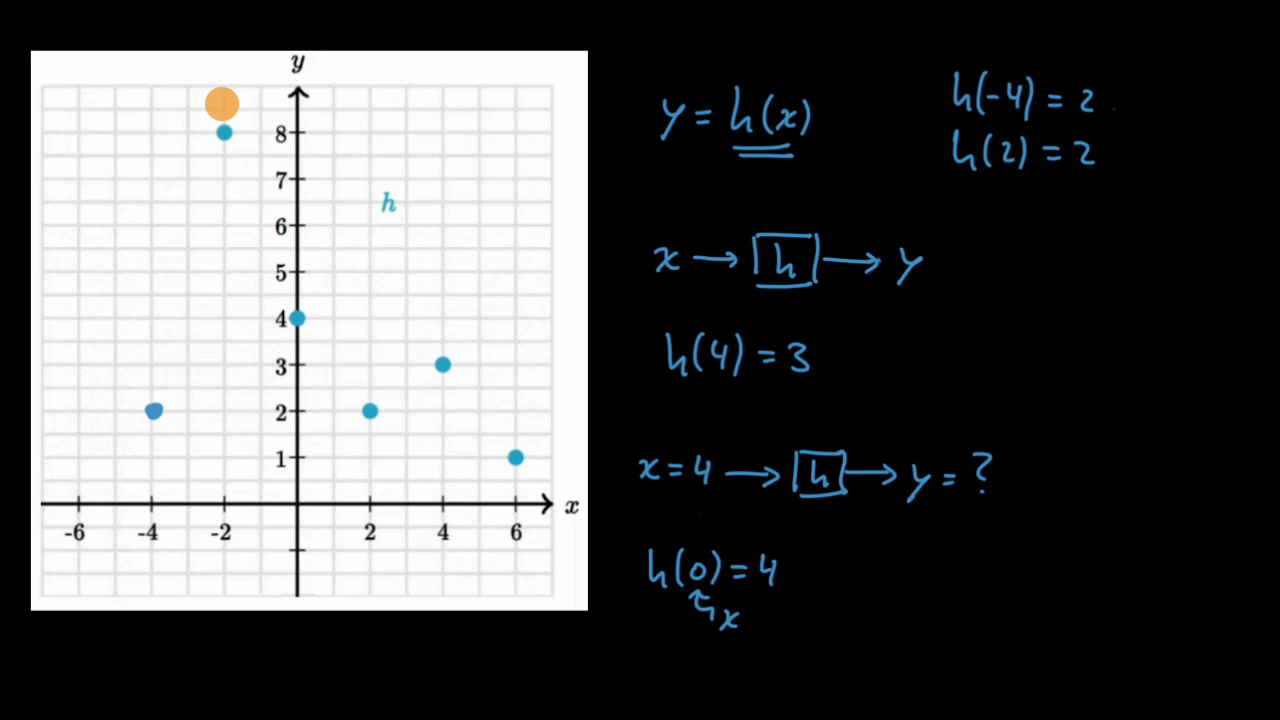 y
8
7
6
5
4
3
2
1
-6 -4 -2 2 4 6 x
h
y = h(x)
h(-4) = 2
h(2) = 2
x → h → y
h(4) = 3
x = 4 → h → y = ?
h(0) = 4
x